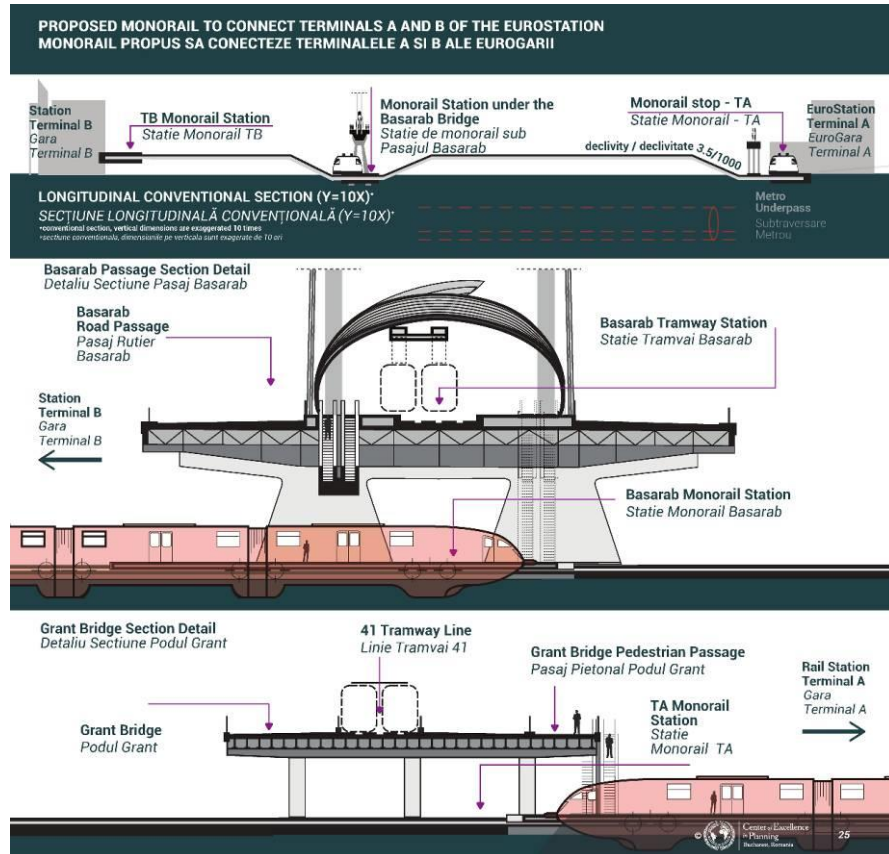 PROPOSED MONORAIL TO CONNECT TERMINALS A AND B OF THE EUROSTATION
MONORAIL PROPUS SA CONECTEZE TERMINALELE A SI B ALE EUROGARII
Station
Terminal B
Gara
Terminal B
TB Monorail Station
Statie Monorail TB
Monorail Station under the
Basarab Bridge
Statie de monorail sub
Pasajul Basarab
Monorail stop - TA
Statie Monorail - TA
EuroStation
Terminal A
EuroGara
Terminal A
declivity / declivitate 3.5/1000
LONGITUDINAL CONVENTIONAL SECTION (Y=10X)*
SECȚIUNE LONGITUDINALĂ CONVENȚIONALĂ (Y=10X)*
*conventional section, vertical dimensions are exaggerated 10 times
*sectiune conventionala, dimensiunile pe verticala sunt exagerate de 10 ori
Metro
Underpass
Subtraversare
Metrou
Basarab Passage Section Detail
Detaliu Sectiune Pasaj Basarab
Basarab
Road Passage
Pasaj Rutier
Basarab
Basarab Tramway Station
Statie Tramvai Basarab
Station
Terminal B
Gara
Terminal B
Basarab Monorail Station
Statie Monorail Basarab
Grant Bridge Section Detail
Detaliu Sectiune Podul Grant
41 Tramway Line
Linie Tramvai 41
Grant Bridge Pedestrian Passage
Pasaj Pietonal Podul Grant
Rail Station
Terminal A
Gara
Terminal A
Grant Bridge
Podul Grant
TA Monorail
Station
Statie
Monorail TA
© Center of Excellence
in Planning
Bucharest, Romania
25